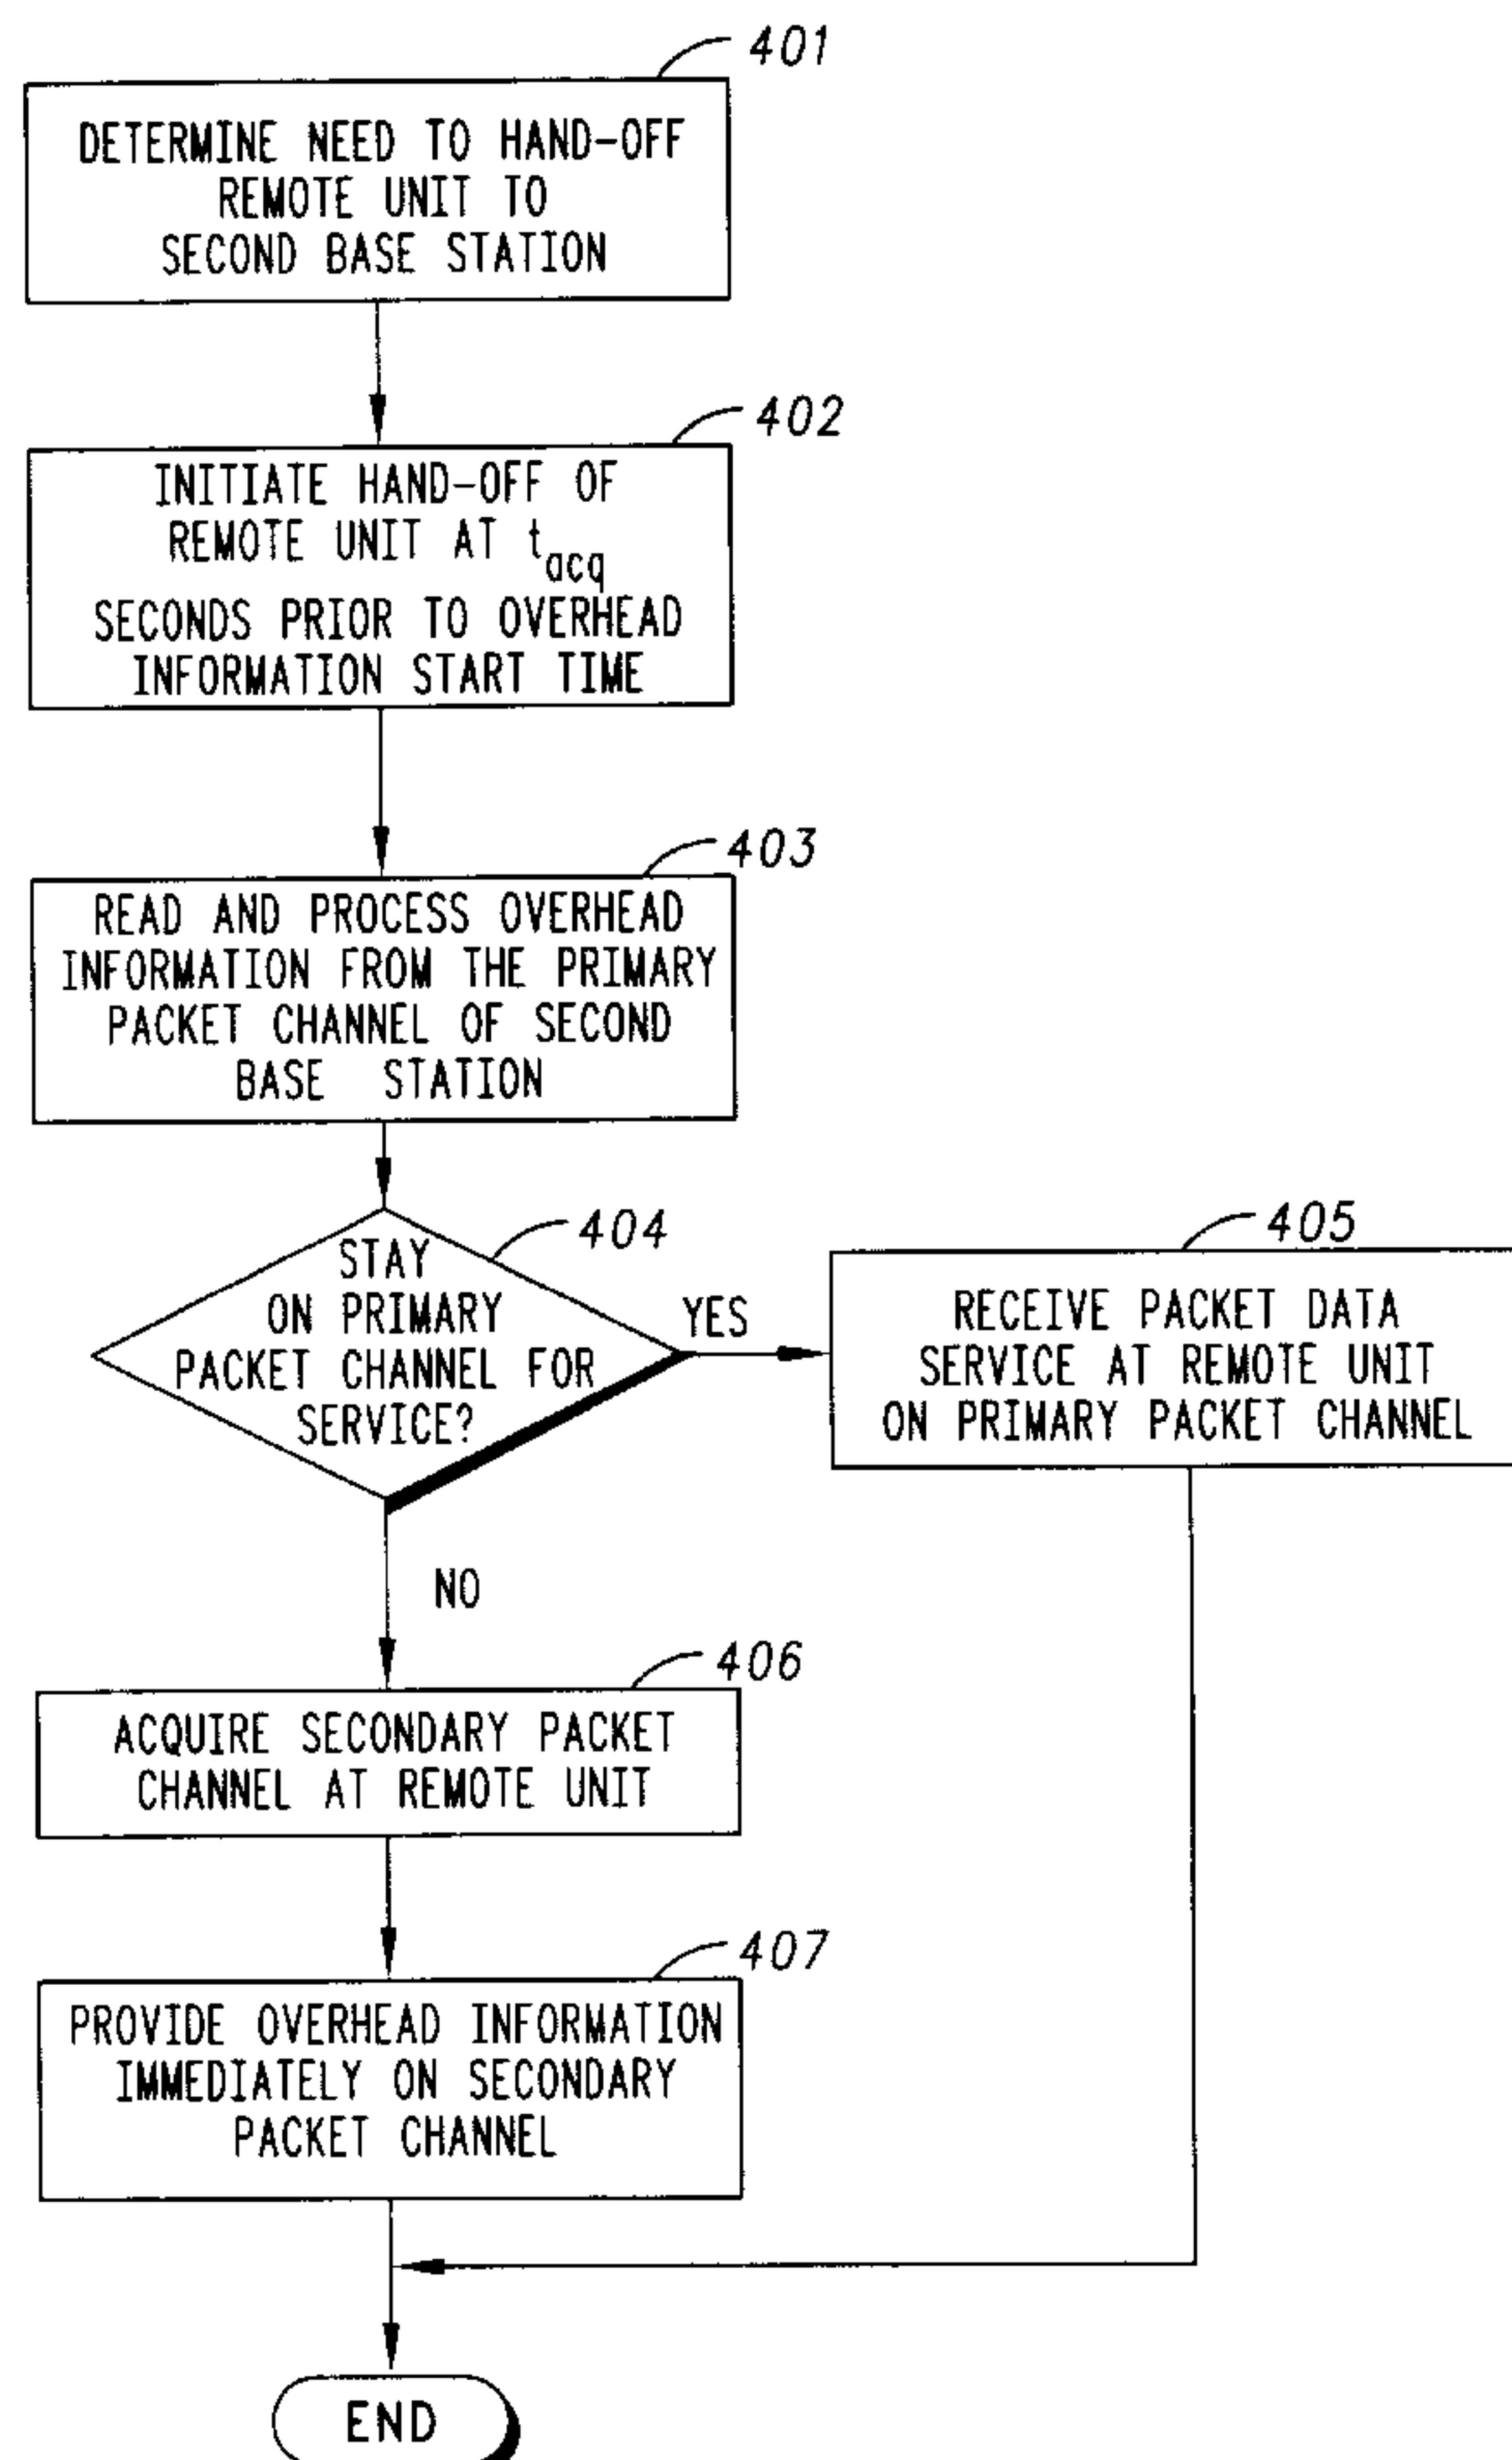 401
DETERMINE NEED TO HAND-OFF
REMOTE UNIT TO
SECOND BASE STATION
402
INITIATE HAND-OFF OF
REMOTE UNIT AT tacq
SECONDS PRIOR TO OVERHEAD
INFORMATION START TIME
403
READ AND PROCESS OVERHEAD
INFORMATION FROM THE PRIMARY
PACKET CHANNEL OF SECOND
BASE STATION
404
STAY
ON PRIMARY
PACKET CHANNEL FOR
SERVICE?
YES
405
RECEIVE PACKET DATA
SERVICE AT REMOTE UNIT
ON PRIMARY PACKET CHANNEL
NO
406
ACQUIRE SECONDARY PACKET
CHANNEL AT REMOTE UNIT
407
PROVIDE OVERHEAD INFORMATION
IMMEDIATELY ON SECONDARY
PACKET CHANNEL
END